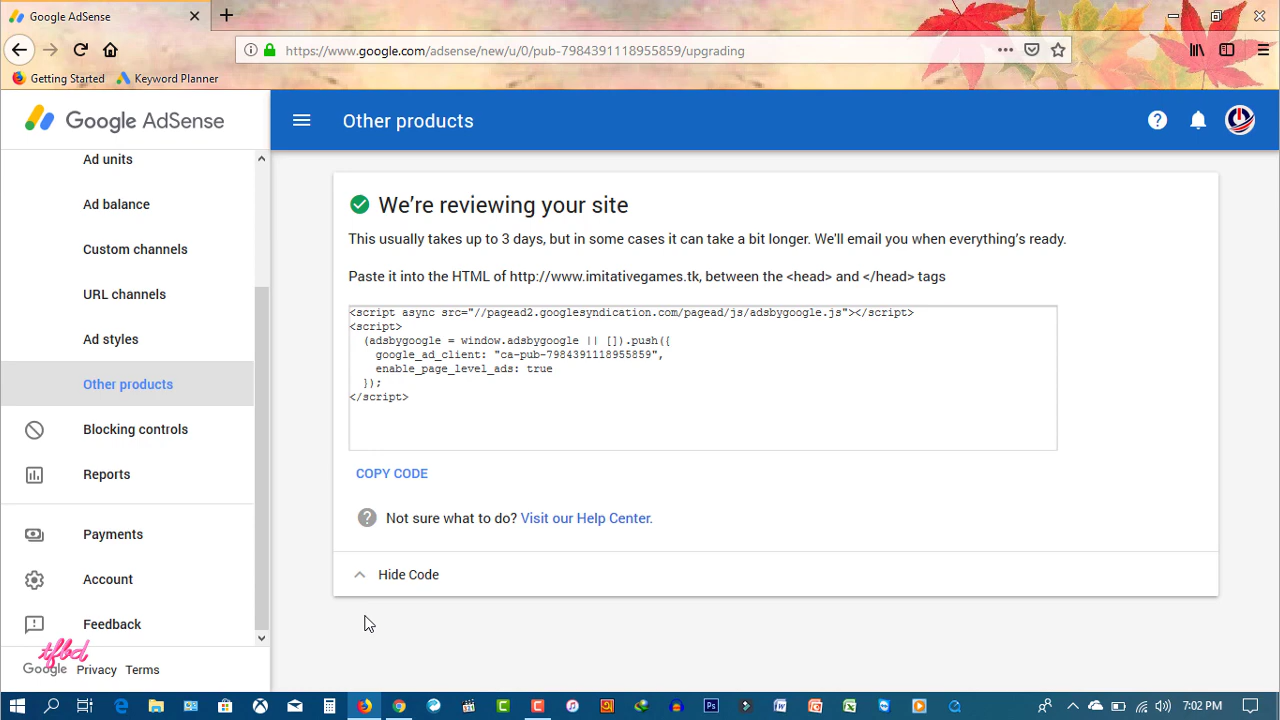 Google AdSense
https://www.google.com/adsense/new/u/0/pub-7984391118955859/upgrading
Getting Started
Keyword Planner
Google AdSense
Other products
Ad units
Ad balance
Custom channels
URL channels
Ad styles
Other products
Blocking controls
Reports
Payments
Account
Feedback
tfbd
Google
Privacy
Terms
We're reviewing your site
This usually takes up to 3 days, but in some cases it can take a bit longer. We'll email you when everything's ready.
Paste it into the HTML of http://www.imitativegames.tk, between the <head> and </head> tags
<script async src="//pagead2.googlesyndication.com/pagead/js/adsbygoogle.js"></script>
<script>
(adsbygoogle = window.adsbygoogle || []).push({
google_ad_client: "ca-pub-7984391118955859",
enable_page_level_ads: true
});
</script>
COPY CODE
Not sure what to do? Visit our Help Center.
Hide Code
7:02 PM